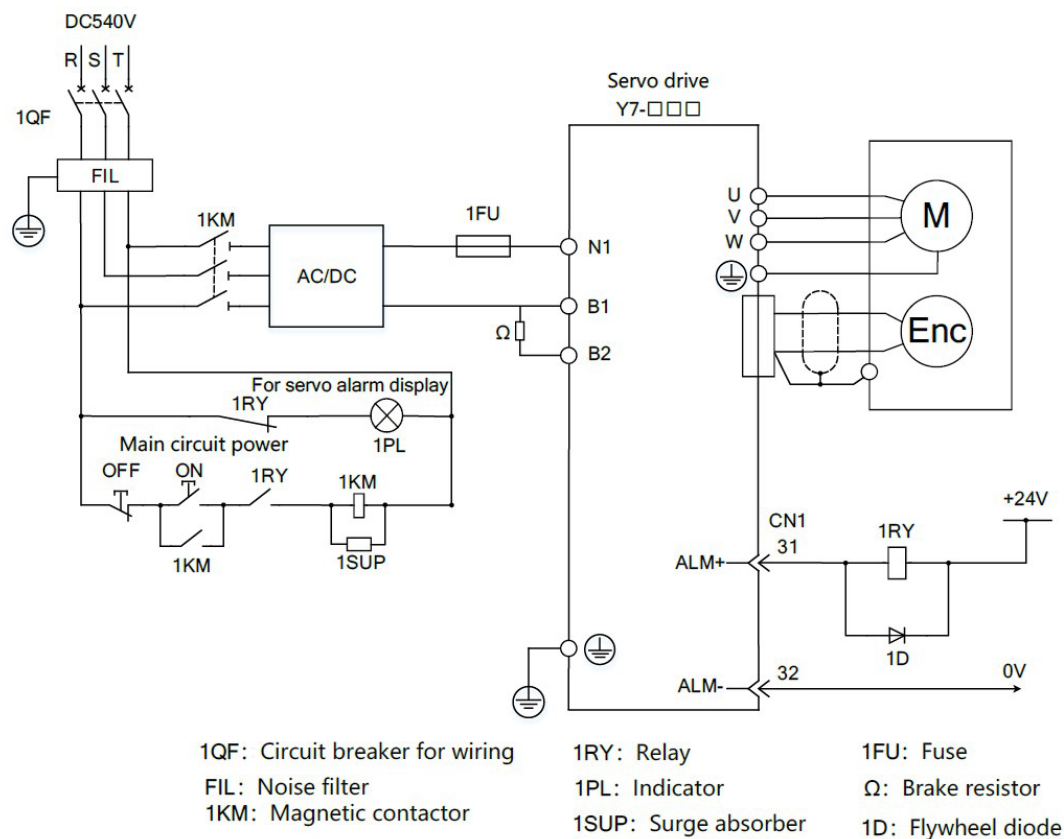 DC540V
R S T
1QF
FIL
1KM
AC/DC
1FU
Servo drive
Y7-□□□
N1
B1
B2
Ω
U
V
W
M
Enc
For servo alarm display
1RY
1PL
Main circuit power
OFF
ON
1RY
1KM
1KM
1SUP
CN1
+24V
ALM+
31
1RY
1D
ALM-
32
0V
1QF: Circuit breaker for wiring
FIL: Noise filter
1KM: Magnetic contactor
1RY: Relay
1PL: Indicator
1SUP: Surge absorber
1FU: Fuse
Ω: Brake resistor
1D: Flywheel diode